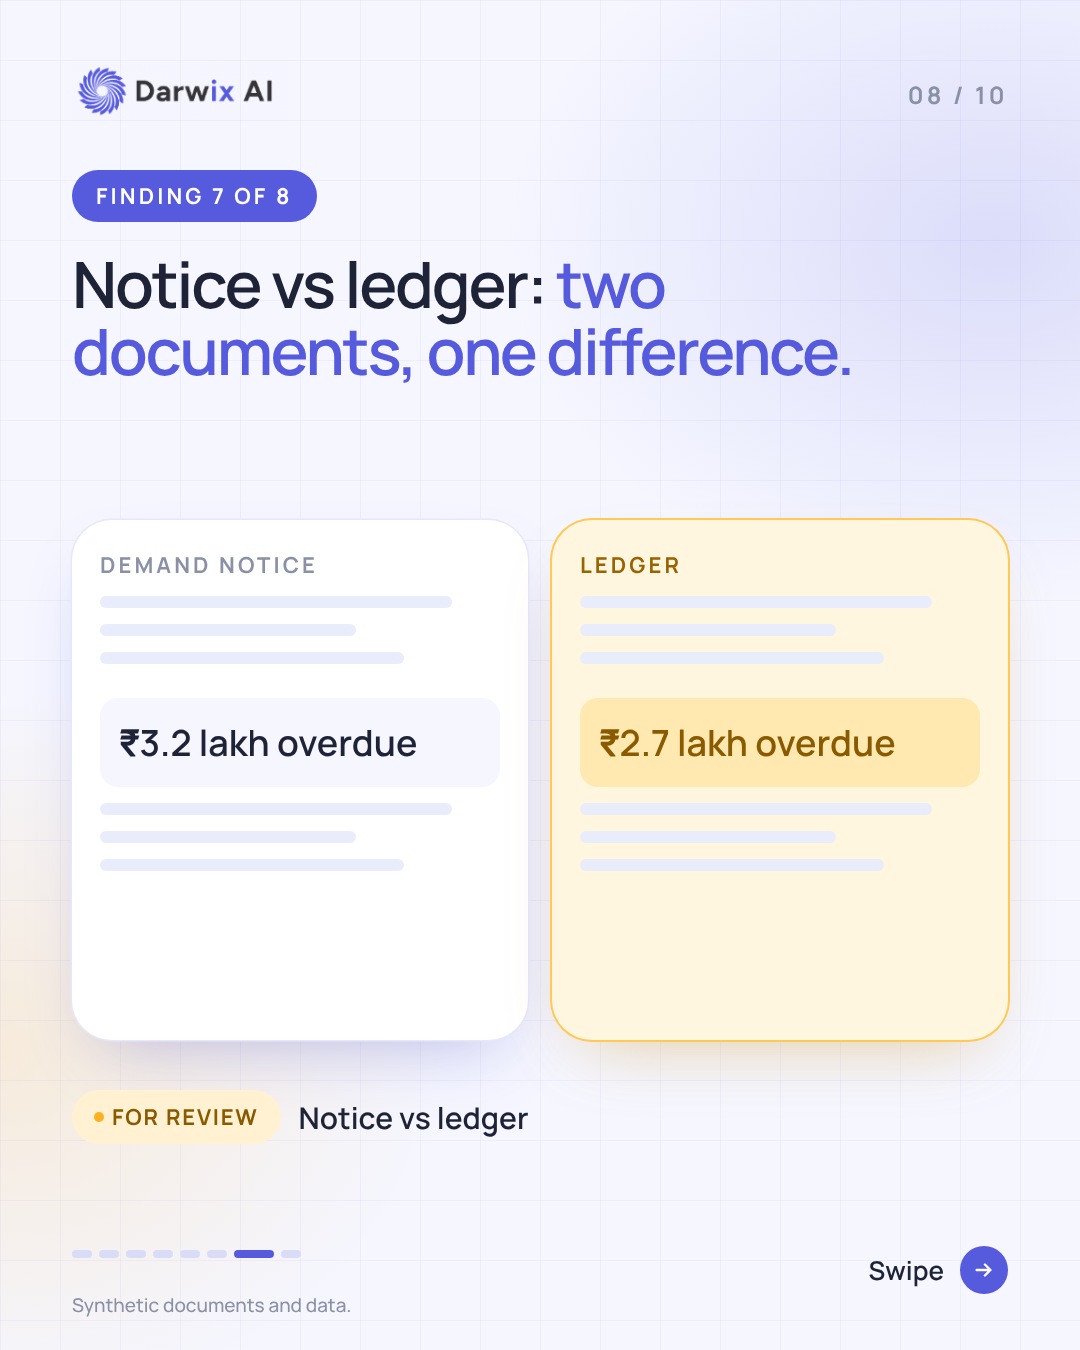 Darwix AI
08 / 10
FINDING 7 OF 8
Notice vs ledger: two
documents, one difference.
DEMAND NOTICE
₹3.2 lakh overdue
LEDGER
₹2.7 lakh overdue
FOR REVIEW
Notice vs ledger
Swipe
Synthetic documents and data.